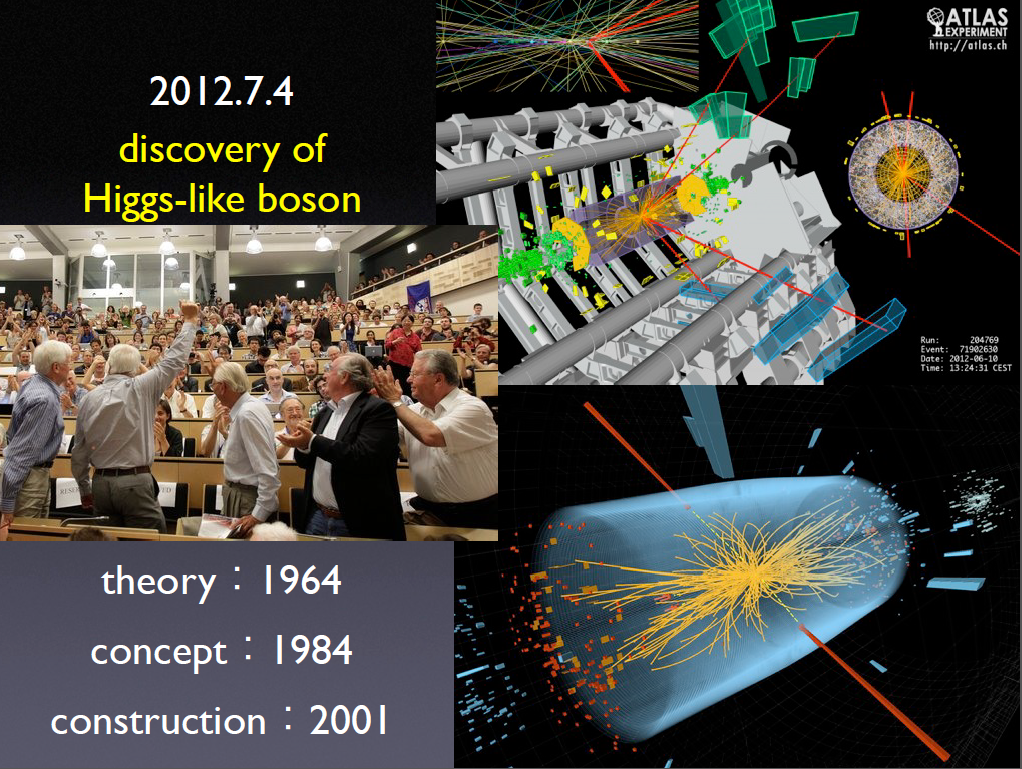 2012.7.4
discovery of
Higgs-like boson
ATLAS
EXPERIMENT
http://atlas.ch
Run: 204769
Event: 71902630
Date: 2012-06-10
Time: 13:24:31 CEST
theory：1964
concept：1984
construction：2001